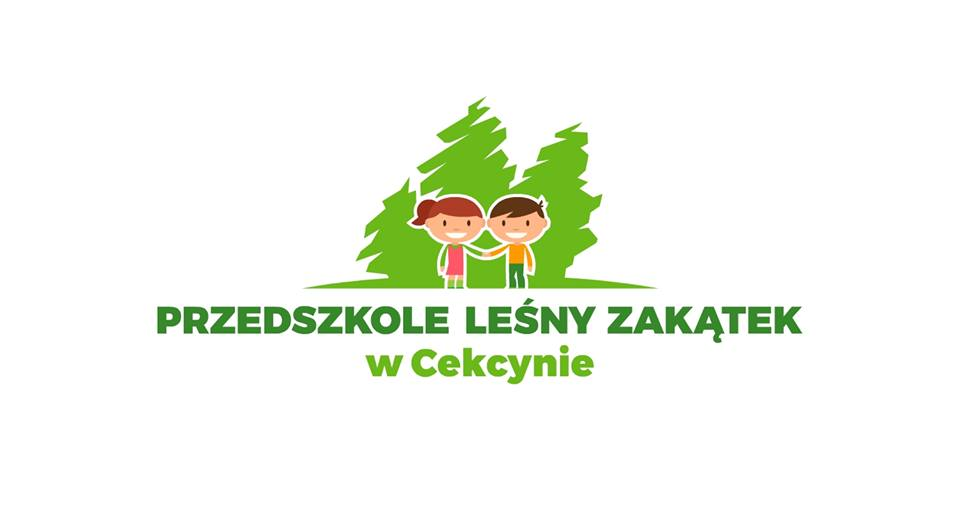 PRZEDSZKOLE LEŚNY ZAKĄTEK
w Cekcynie